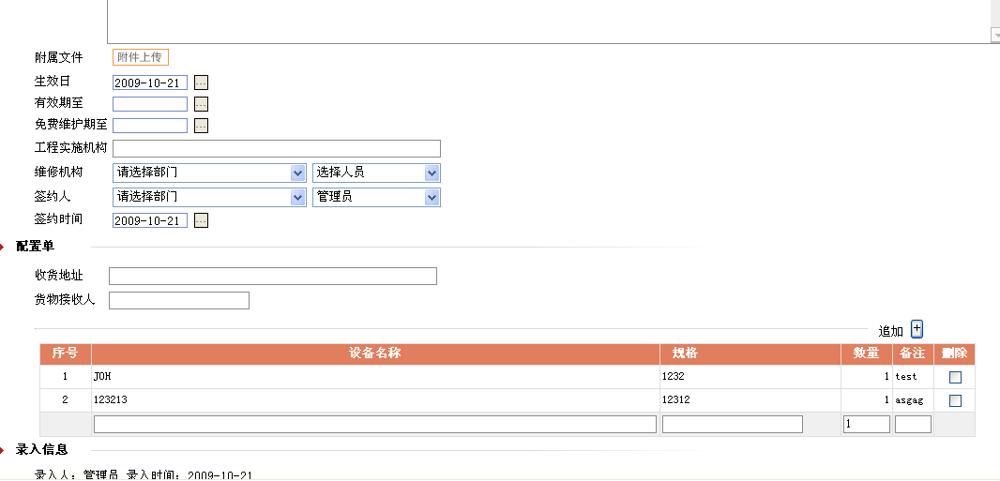 附属文件 附件上传
生效日 2009-10-21 ...
有效期至 ...
免费维护期至 ...
工程实施机构
维修机构 请选择部门 选择人员
签约人 请选择部门 管理员
签约时间 2009-10-21 ...
配置单
收货地址
货物接收人
追加 +
序号 设备名称 规格 数量 备注 删除
1 JOH 1232 1 test
2 123213 12312 1 asgag
1
录入信息
录入人：管理员 录入时间：2009-10-21